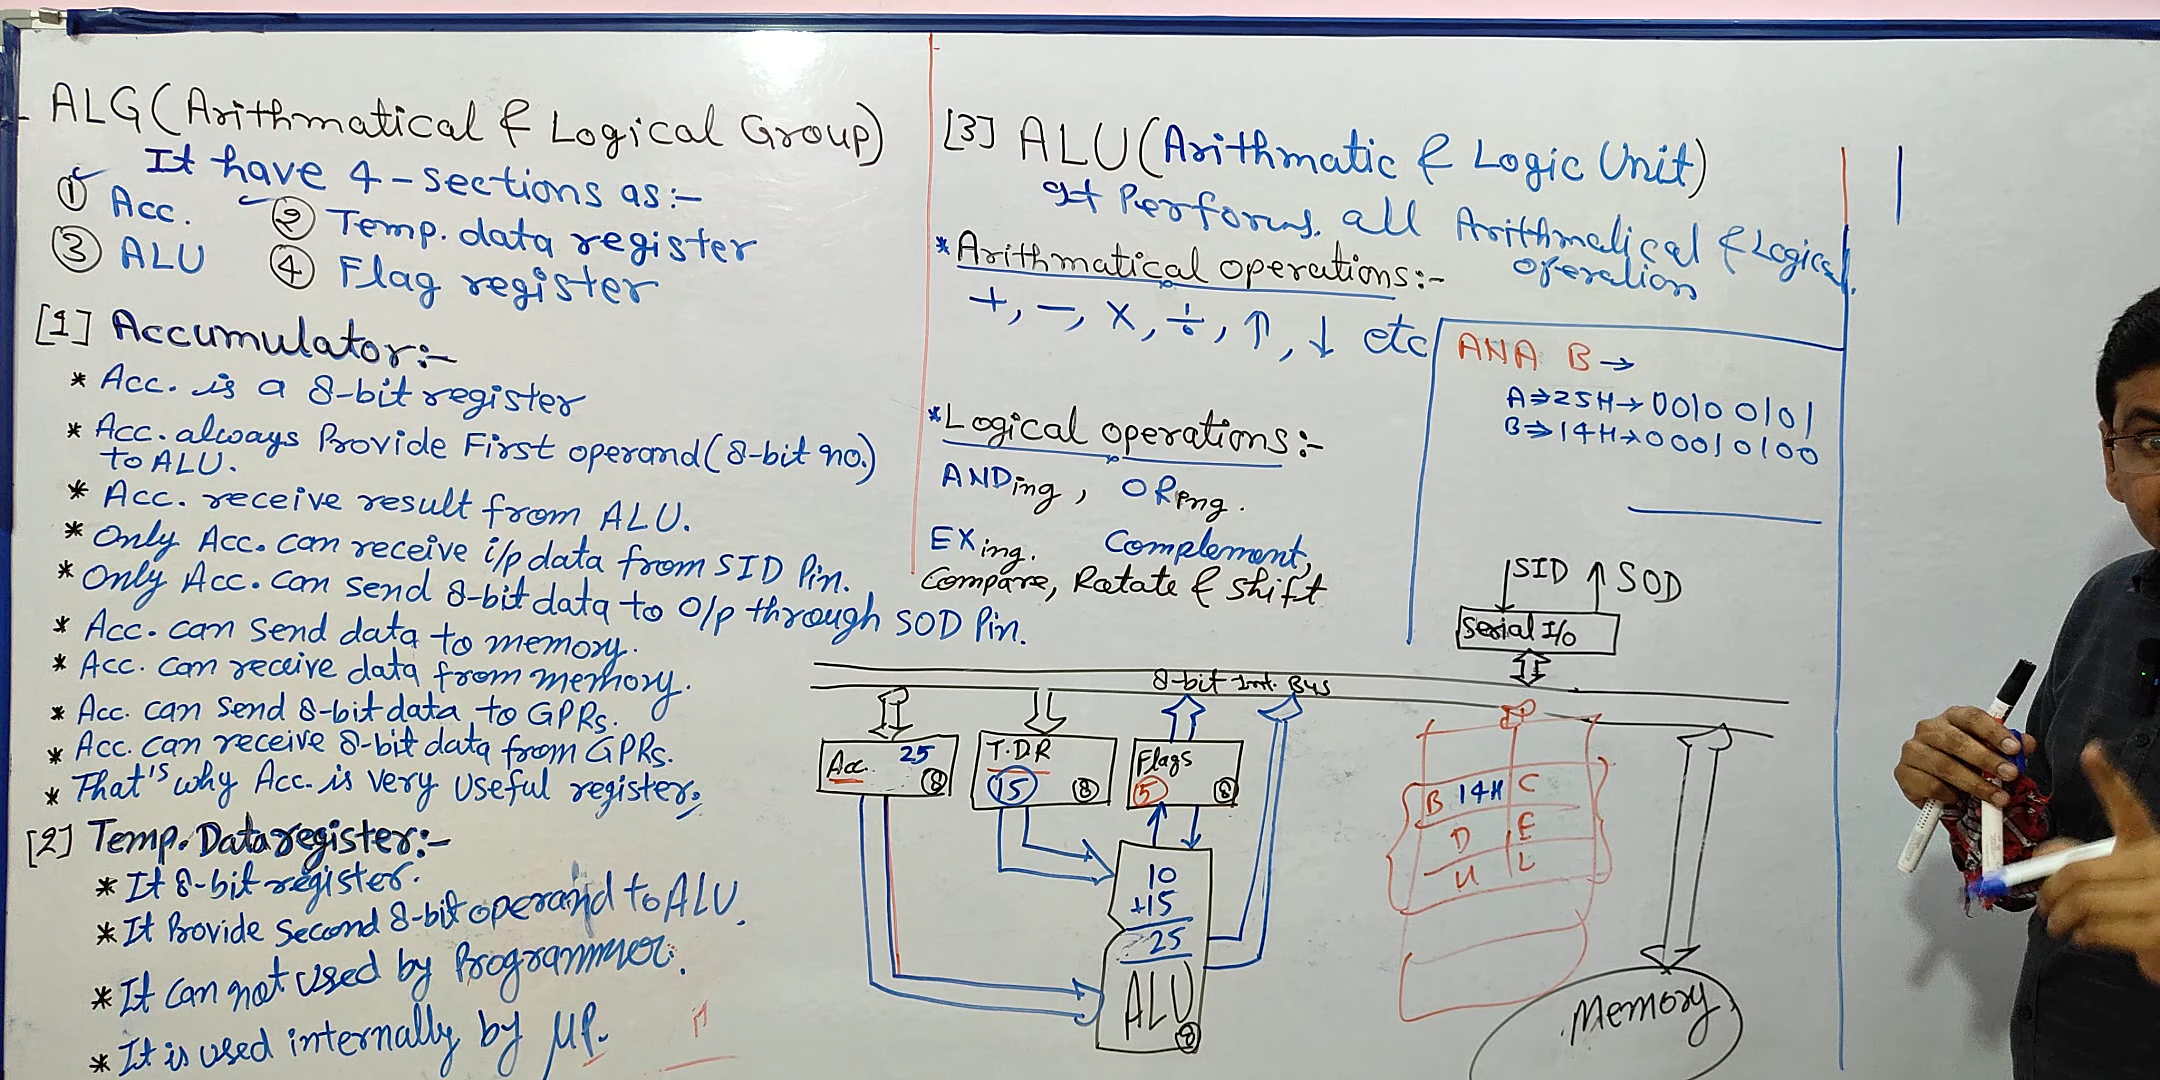 ALG (Arithmatical & Logical Group)
It have 4-sections as:-
① Acc. ② Temp. data register
③ ALU ④ Flag register
[1] Accumulator:-
* Acc. is a 8-bit register
* Acc. always Provide First operand (8-bit no.)
to ALU.
* Acc. receive result from ALU.
* Only Acc. can receive i/p data from SID Pin.
* Only Acc. can send 8-bit data to O/p through SOD Pin.
* Acc. can send data to memory.
* Acc. can receive data from memory.
* Acc. can send 8-bit data to GPRs.
* Acc. can receive 8-bit data from GPRs.
* That's why Acc. is very useful register.
[2] Temp. Data register:-
* It 8-bit register.
* It Provide Second 8-bit operand to ALU.
* It can not used by Programmer.
* It is used internally by μP.
[3] ALU (Arithmatic & Logic Unit)
It Performs all Arithmatical & Logical
operations
* Arithmatical operations:-
+, −, ×, ÷, ↑, ↓ etc
* Logical operations:-
ANDing, ORing.
EXing. Complement,
Compare, Rotate & Shift
ANA B →
A⇒25H→00100101
B⇒14H→00010100
SID ↑ SOD
Serial I/o
8-bit Int. Bus
Acc. 25 ⑧
T.D.R
15 ⑧
Flags
5 ⑧
10
+15
25
ALU
⑧
B 14H C
D E
H L
Memory